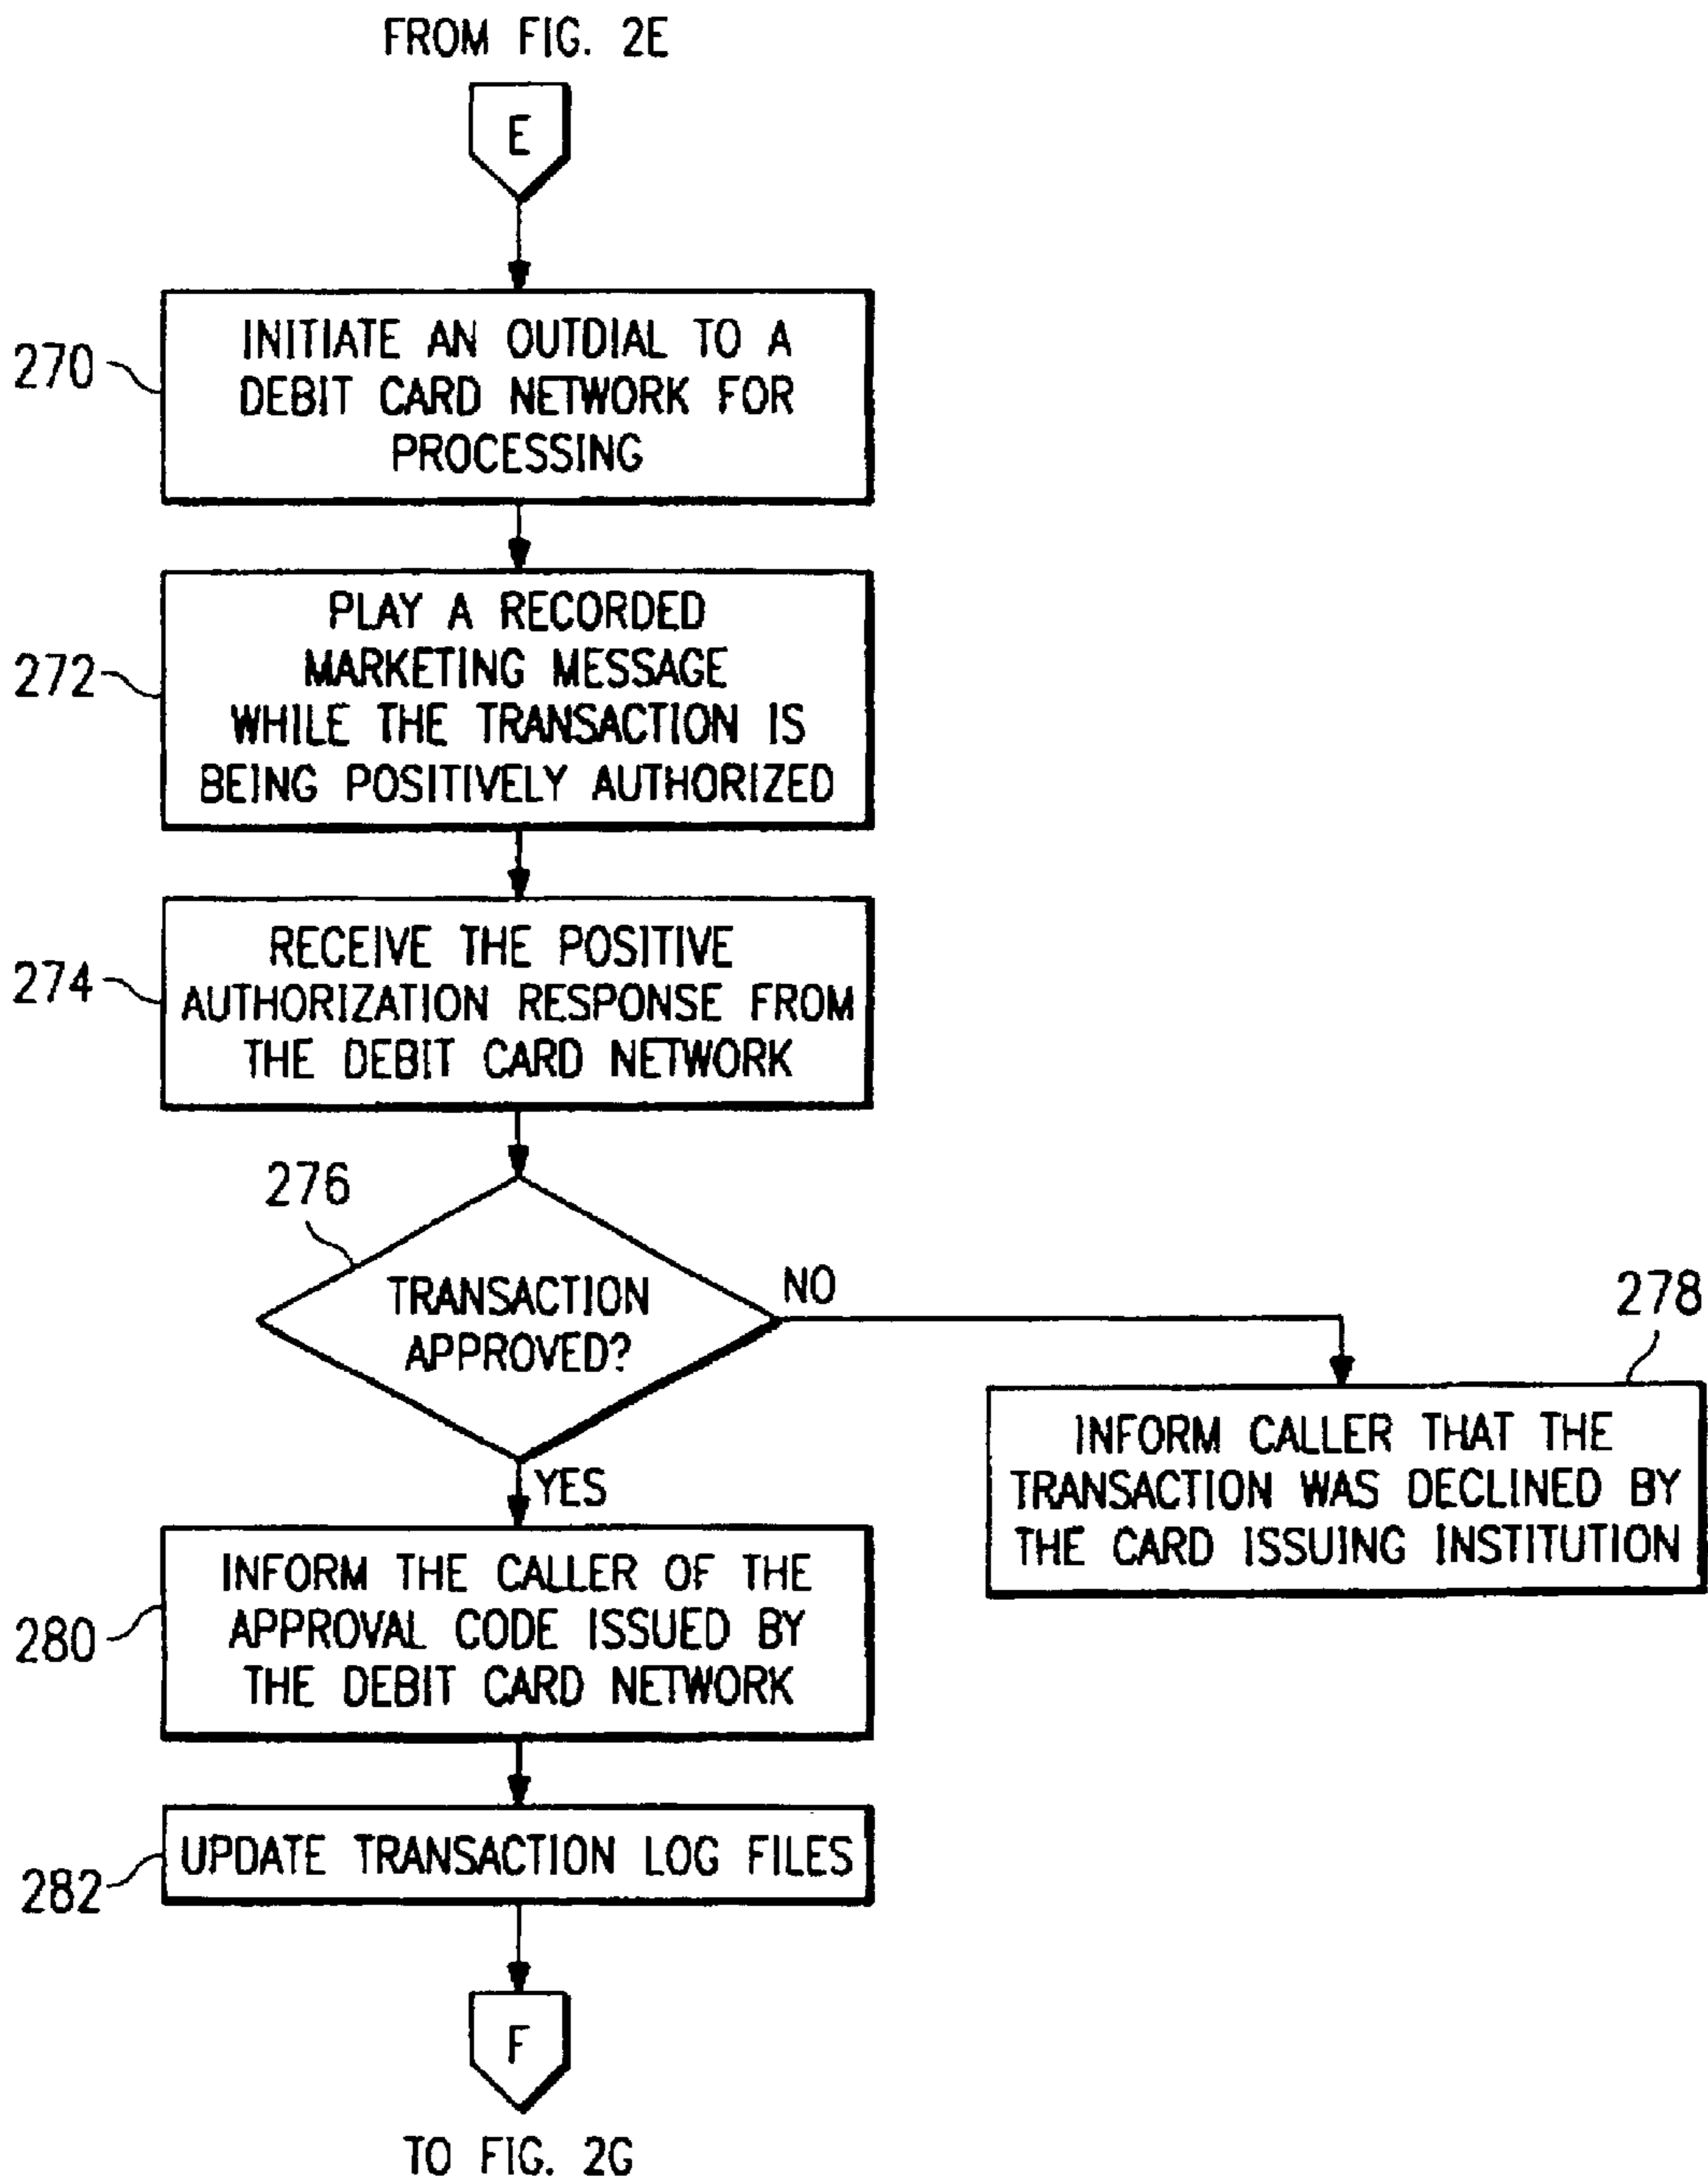 FROM FIG. 2E
E
270
INITIATE AN OUTDIAL TO A
DEBIT CARD NETWORK FOR
PROCESSING
272
PLAY A RECORDED
MARKETING MESSAGE
WHILE THE TRANSACTION IS
BEING POSITIVELY AUTHORIZED
274
RECEIVE THE POSITIVE
AUTHORIZATION RESPONSE FROM
THE DEBIT CARD NETWORK
276
TRANSACTION
APPROVED?
NO
278
INFORM CALLER THAT THE
TRANSACTION WAS DECLINED BY
THE CARD ISSUING INSTITUTION
YES
280
INFORM THE CALLER OF THE
APPROVAL CODE ISSUED BY
THE DEBIT CARD NETWORK
282
UPDATE TRANSACTION LOG FILES
F
TO FIG. 2G